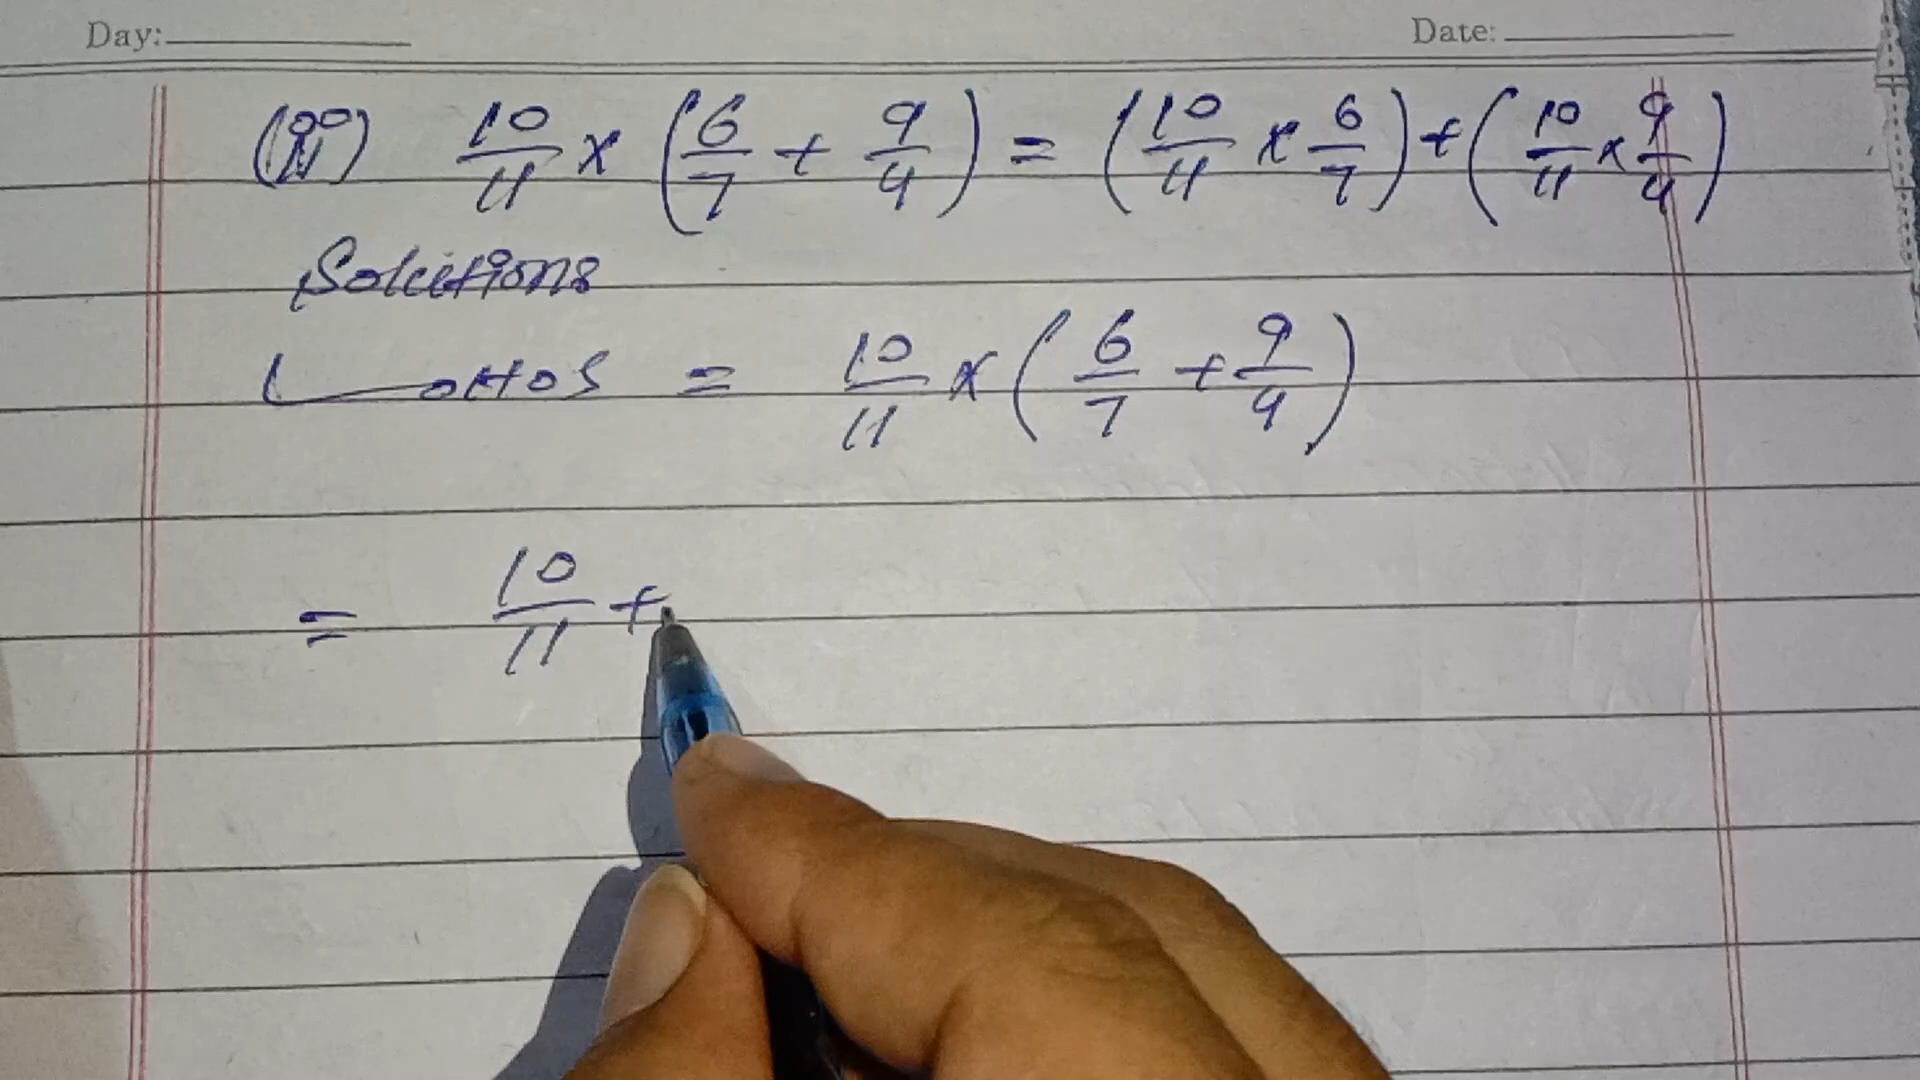 Day: Date:
(iii) 10/11 × (6/7 + 9/4) = (10/11 × 6/7) + (10/11 × 9/4)
Solutions
L.H.S = 10/11 × (6/7 + 9/4)
= 10/11 +